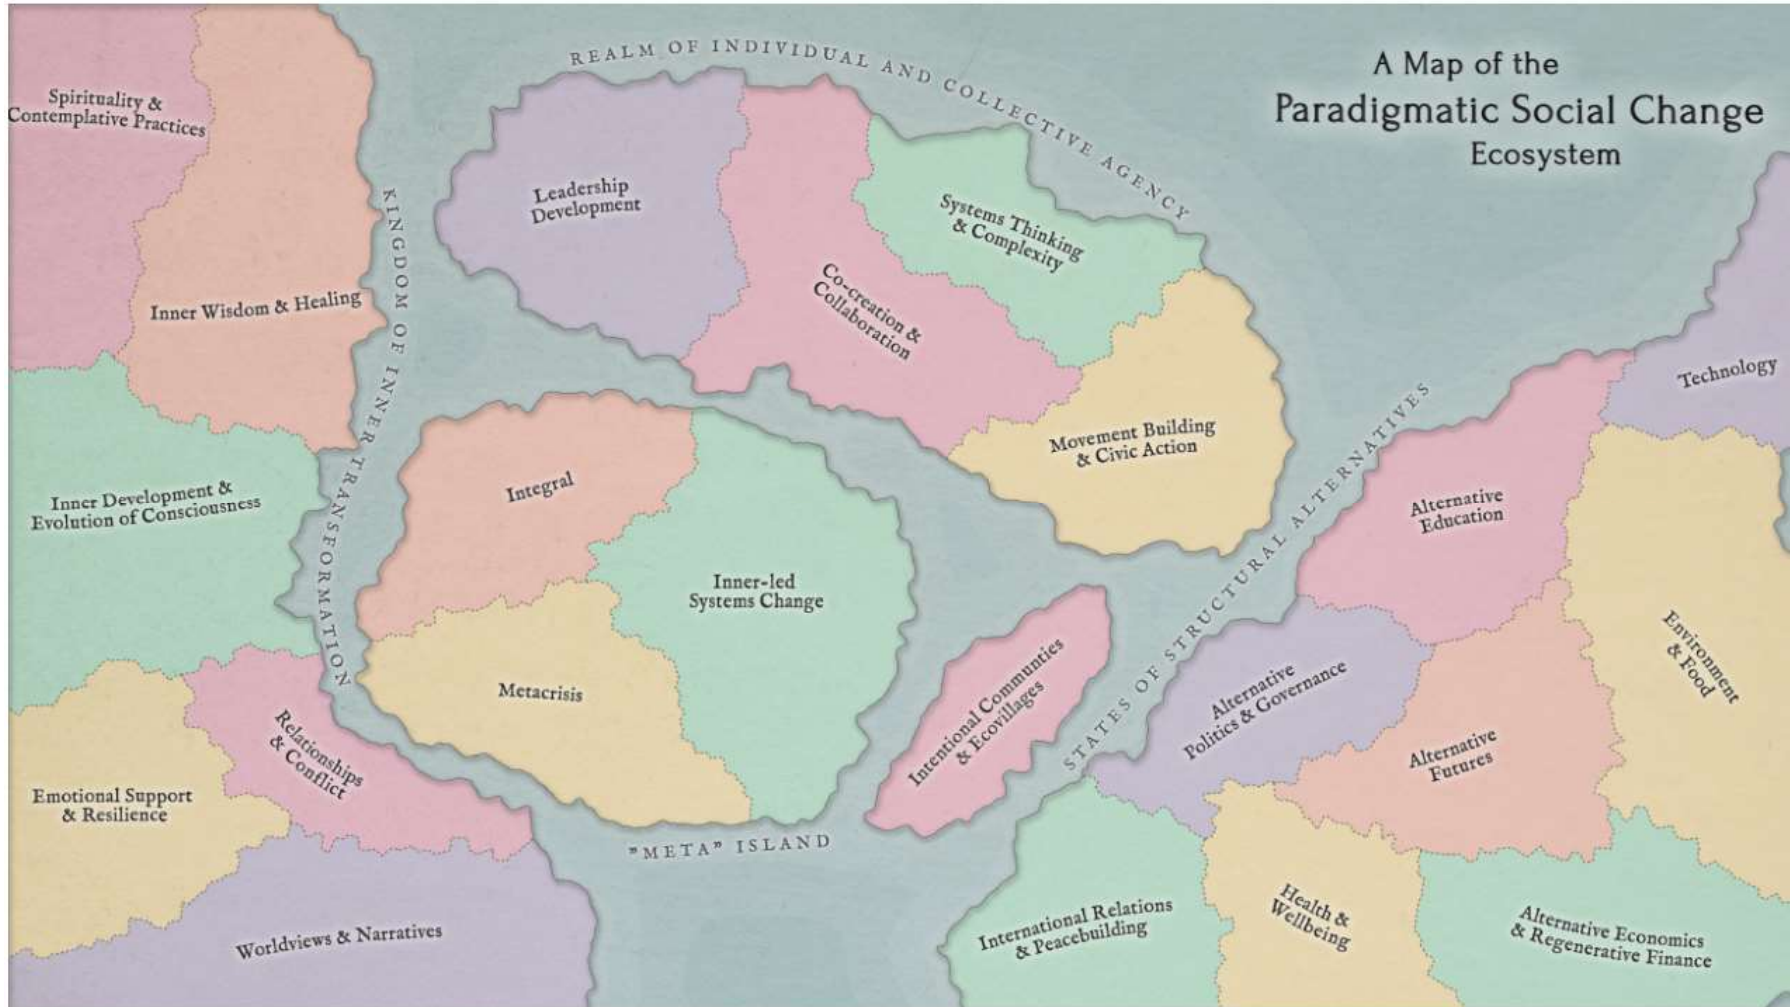 A Map of the
Paradigmatic Social Change
Ecosystem
REALM OF INDIVIDUAL AND COLLECTIVE AGENCY
Spirituality &
Contemplative Practices
Inner Wisdom & Healing
KINGDOM OF INNER TRANSFORMATION
Inner Development &
Evolution of Consciousness
Relationships
& Conflict
Emotional Support
& Resilience
Worldviews & Narratives
Leadership
Development
Co-creation &
Collaboration
Systems Thinking
& Complexity
Movement Building
& Civic Action
Integral
Inner-led
Systems Change
Metacrisis
"META" ISLAND
Intentional Communties
& Ecovillages
STATES OF STRUCTURAL ALTERNATIVES
Technology
Alternative
Education
Environment
& Food
Alternative
Politics & Governance
Alternative
Futures
International Relations
& Peacebuilding
Health &
Wellbeing
Alternative Economics
& Regenerative Finance